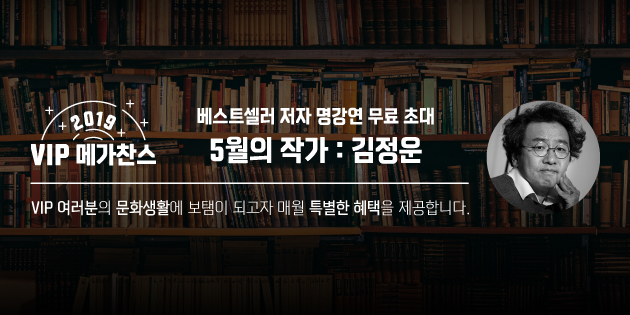 2019
VIP 메가찬스
베스트셀러 저자 명강연 무료 초대
5월의 작가 : 김정운
VIP 여러분의 문화생활에 보탬이 되고자 매월 특별한 혜택을 제공합니다.